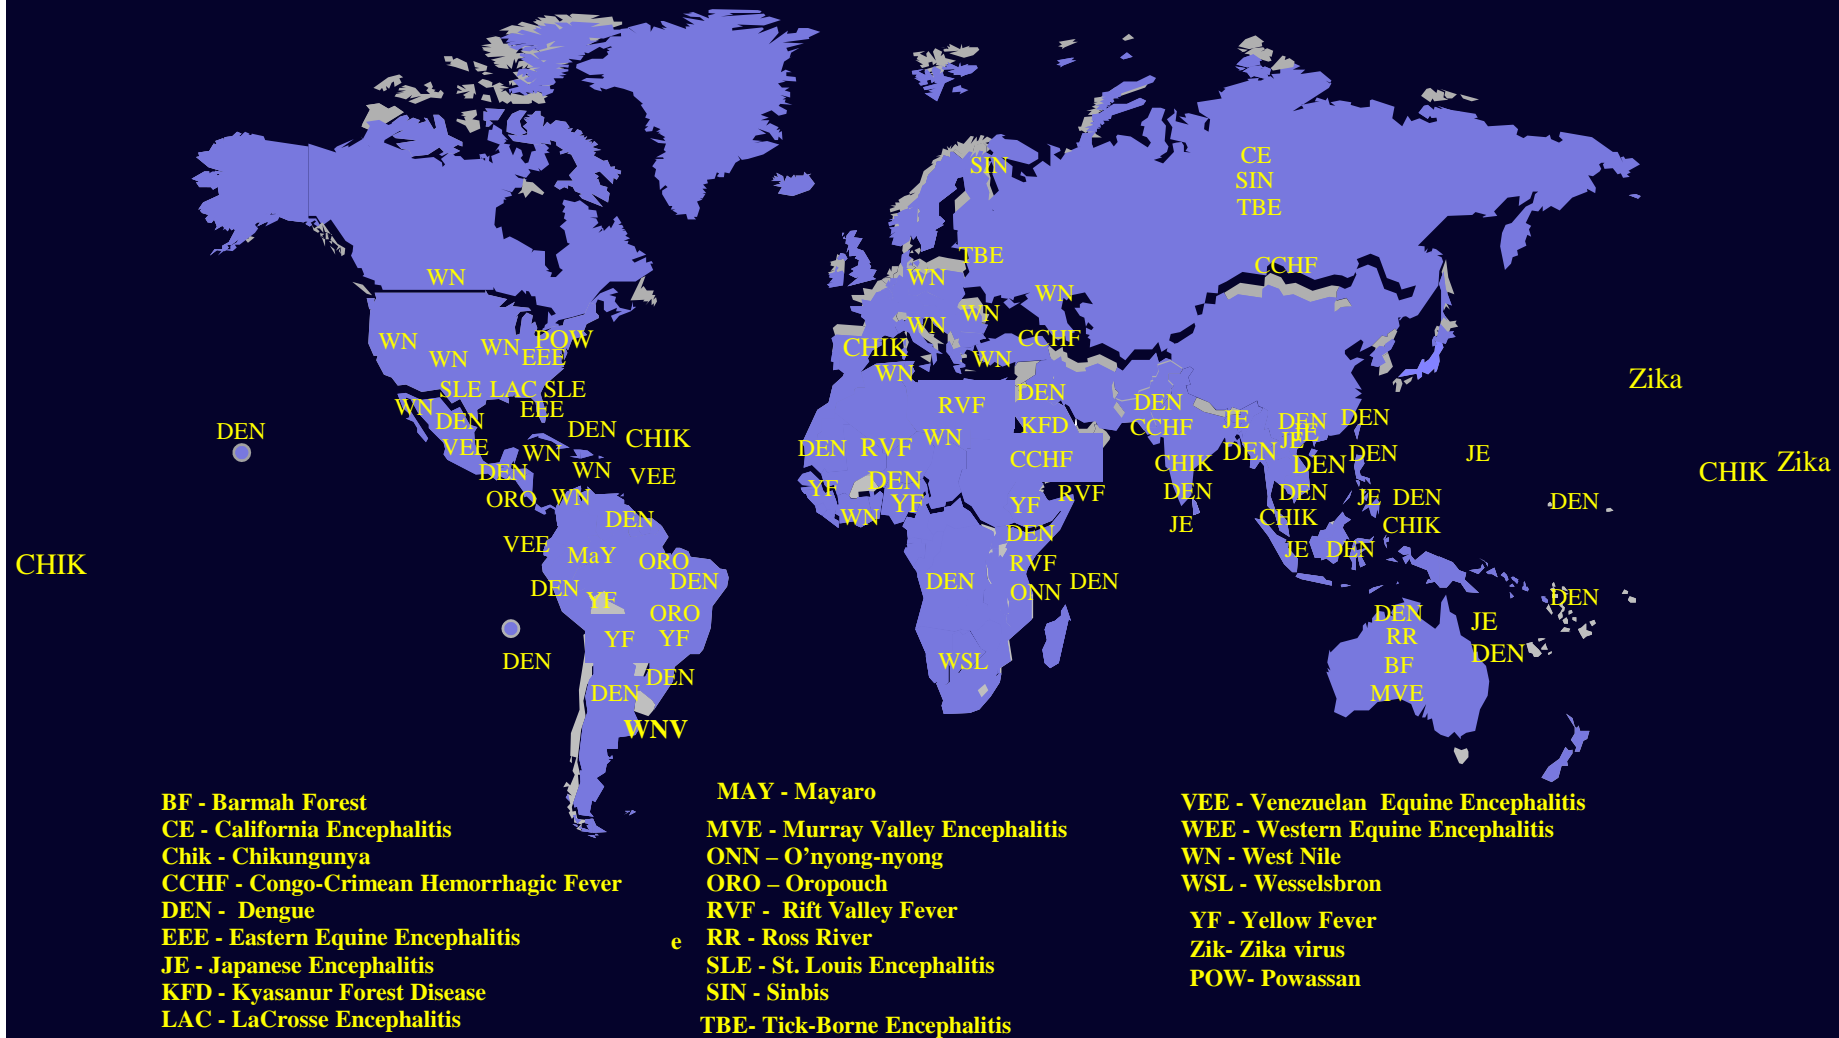 CE
SIN
SIN
TBE
TBE
CCHF
WN
WN
WN
WN
WN
WN POW
WN
CCHF
WN
CHIK
EEE
WN
WN
WN
Zika
SLE LAC SLE
DEN
EEE
WN
RVF
DEN
DEN
DEN
DEN
JE
DEN
KFD
CCHF
DEN
DEN
JE
CHIK
WN
JE
VEE
DEN
RVF
DEN
WN
DEN
JE
CCHF
CHIK
DEN
Zika
WN
DEN
VEE
CHIK
DEN
YF
DEN
RVF
DEN
ORO
WN
YF
YF
JE
DEN
DEN
DEN
WN
CHIK
CHIK
JE
DEN
VEE
JE
DEN
MaY
ORO
RVF
CHIK
DEN
DEN
DEN
DEN
ONN
YF
DEN
ORO
DEN
JE
YF
YF
RR
DEN
DEN
WSL
BF
DEN
DEN
MVE
WNV
BF - Barmah Forest
CE - California Encephalitis
Chik - Chikungunya
CCHF - Congo-Crimean Hemorrhagic Fever
DEN - Dengue
EEE - Eastern Equine Encephalitis
JE - Japanese Encephalitis
KFD - Kyasanur Forest Disease
LAC - LaCrosse Encephalitis
MAY - Mayaro
MVE - Murray Valley Encephalitis
ONN – O’nyong-nyong
ORO – Oropouch
RVF - Rift Valley Fever
e
RR - Ross River
SLE - St. Louis Encephalitis
SIN - Sinbis
TBE- Tick-Borne Encephalitis
VEE - Venezuelan Equine Encephalitis
WEE - Western Equine Encephalitis
WN - West Nile
WSL - Wesselsbron
YF - Yellow Fever
Zik- Zika virus
POW- Powassan